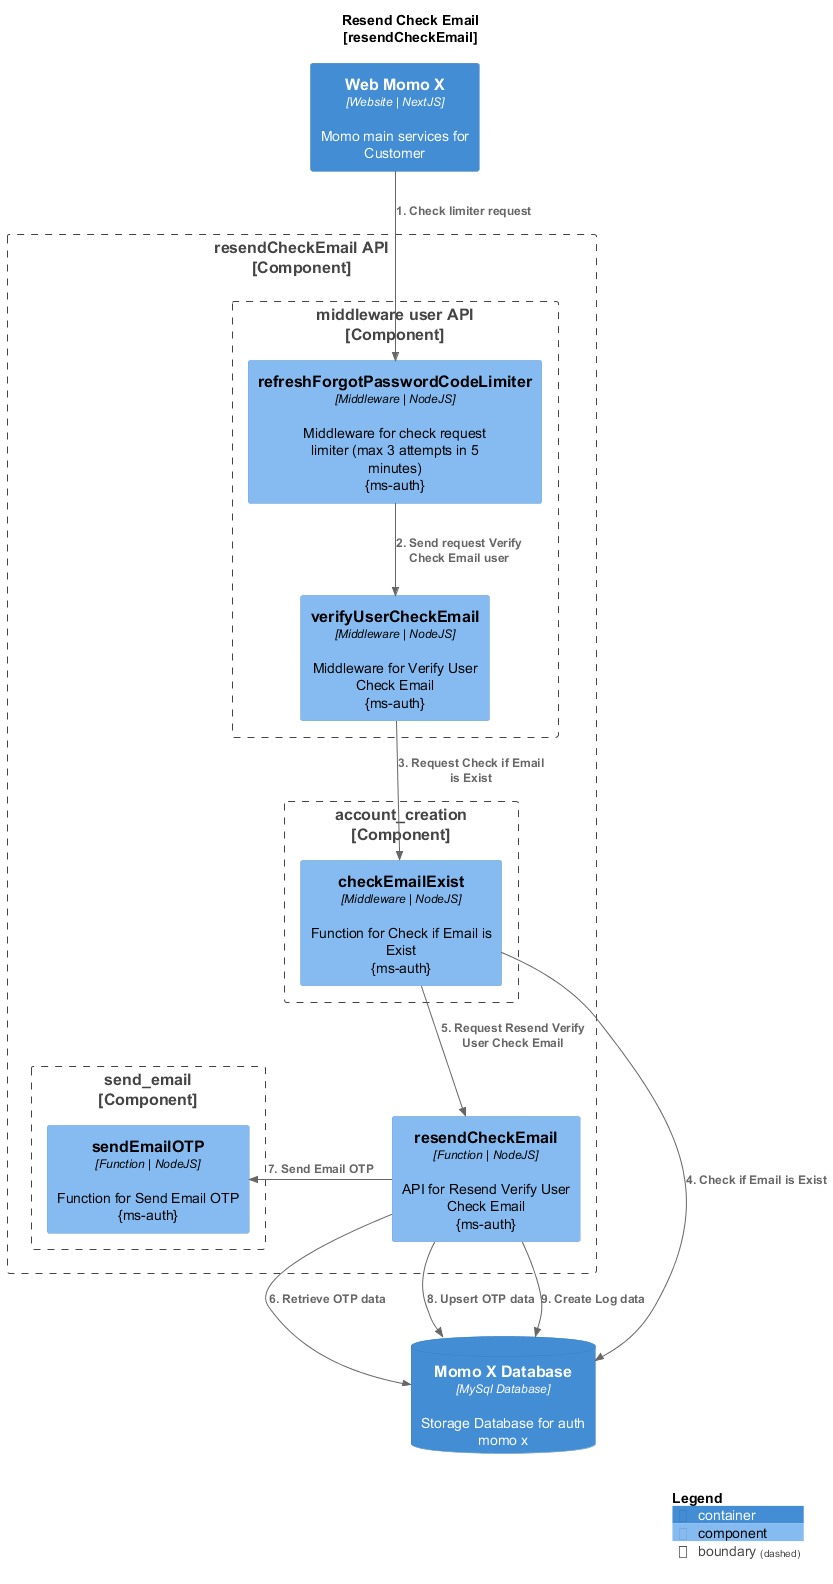 Resend Check Email
[resendCheckEmail]
Web Momo X
[Website | NextJS]
Momo main services for
Customer
1. Check limiter request
resendCheckEmail API
[Component]
middleware user API
[Component]
refreshForgotPasswordCodeLimiter
[Middleware | NodeJS]
Middleware for check request
limiter (max 3 attempts in 5
minutes)
{ms-auth}
2. Send request Verify
Check Email user
verifyUserCheckEmail
[Middleware | NodeJS]
Middleware for Verify User
Check Email
{ms-auth}
3. Request Check if Email
is Exist
account_creation
[Component]
checkEmailExist
[Middleware | NodeJS]
Function for Check if Email is
Exist
{ms-auth}
5. Request Resend Verify
User Check Email
send_email
[Component]
sendEmailOTP
[Function | NodeJS]
Function for Send Email OTP
{ms-auth}
7. Send Email OTP
resendCheckEmail
[Function | NodeJS]
API for Resend Verify User
Check Email
{ms-auth}
4. Check if Email is Exist
6. Retrieve OTP data
8. Upsert OTP data
9. Create Log data
Momo X Database
[MySql Database]
Storage Database for auth
momo x
Legend
container
component
boundary (dashed)